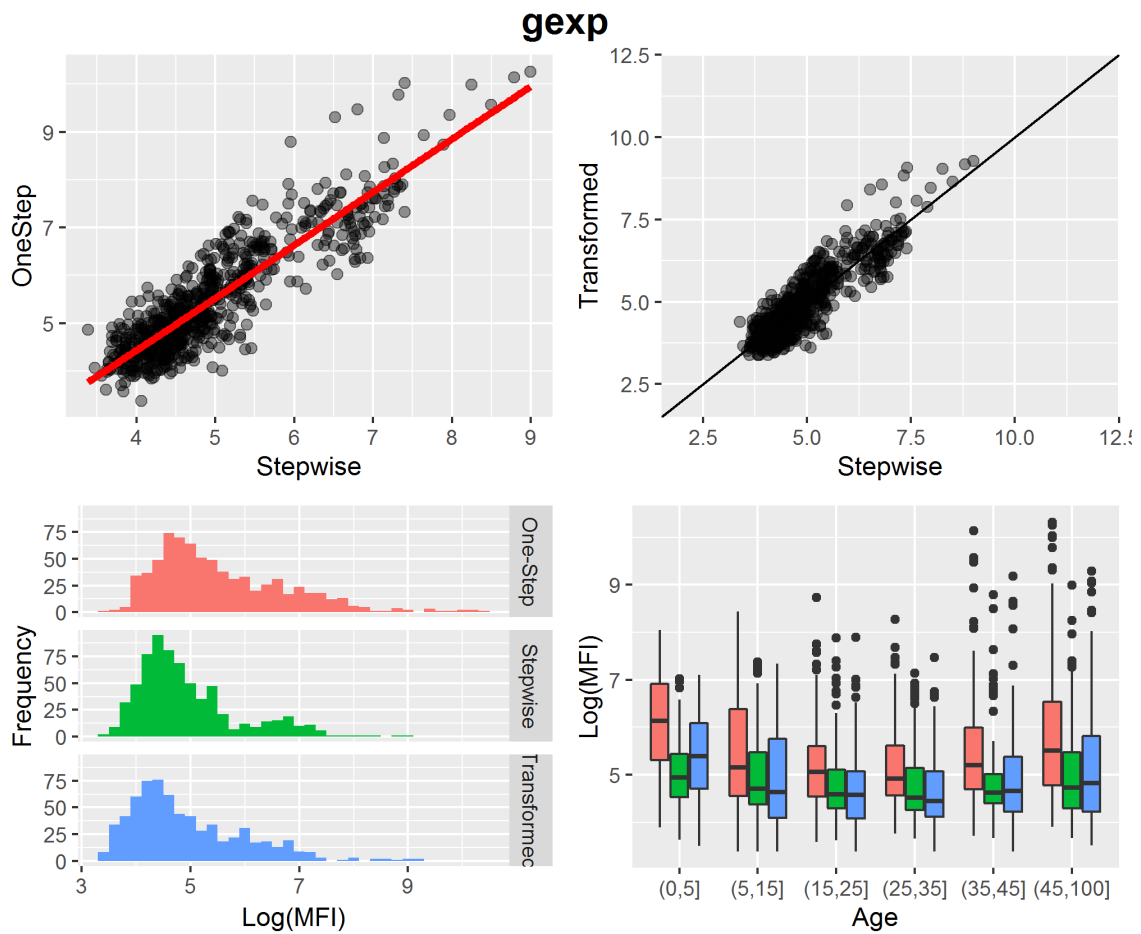 gexp
OneStep
9
7
5
4 5 6 7 8 9
Stepwise
Transformed
12.5
10.0
7.5
5.0
2.5
2.5 5.0 7.5 10.0 12.5
Stepwise
Frequency
75
50
25
0
One-Step
75
50
25
0
Stepwise
75
50
25
0
Transformed
3 5 7 9
Log(MFI)
Log(MFI)
9
7
5
(0,5] (5,15] (15,25] (25,35] (35,45] (45,100]
Age